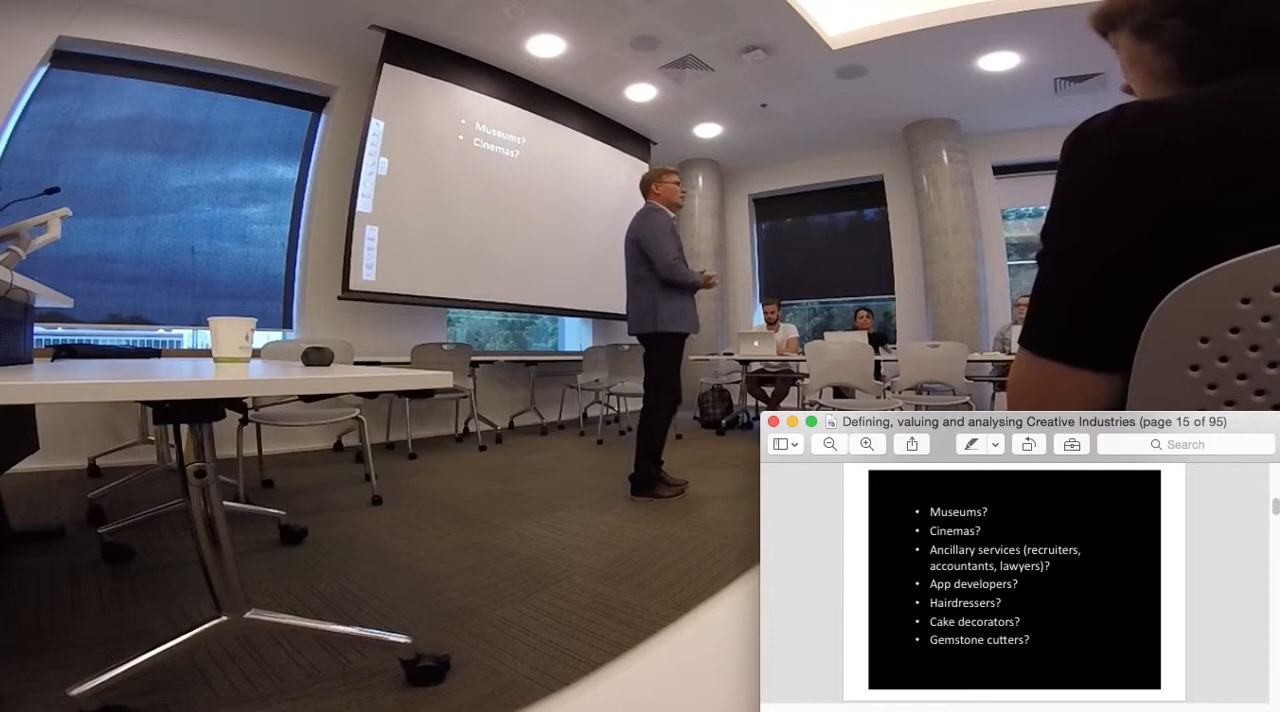 • Museums?
• Cinemas?
Defining, valuing and analysing Creative Industries (page 15 of 95)
Search
• Museums?
• Cinemas?
• Ancillary services (recruiters,
accountants, lawyers)?
• App developers?
• Hairdressers?
• Cake decorators?
• Gemstone cutters?